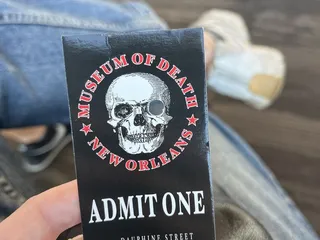 MUSEUM OF DEATH
NEW ORLEANS
ADMIT ONE
DAUPHINE STREET